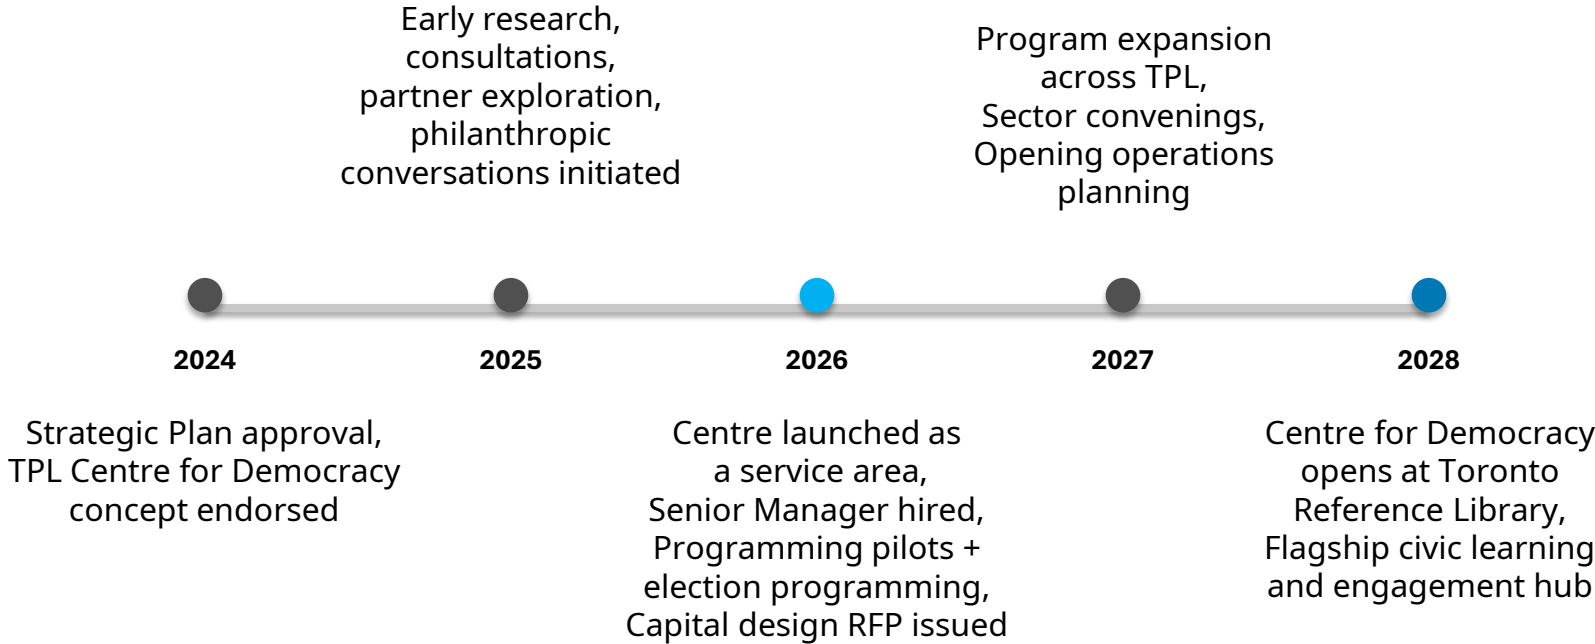 Early research,
consultations,
partner exploration,
philanthropic
conversations initiated
Program expansion
across TPL,
Sector convenings,
Opening operations
planning
2024
2025
2026
2027
2028
Strategic Plan approval,
TPL Centre for Democracy
concept endorsed
Centre launched as
a service area,
Senior Manager hired,
Programming pilots +
election programming,
Capital design RFP issued
Centre for Democracy
opens at Toronto
Reference Library,
Flagship civic learning
and engagement hub